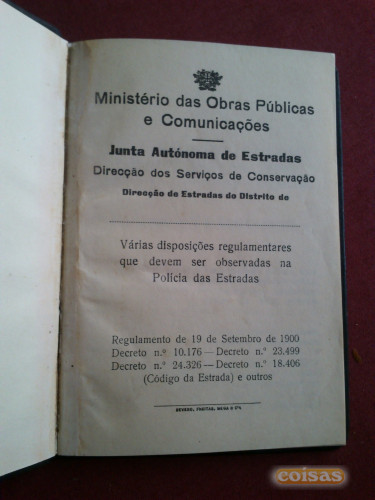 Ministério das Obras Públicas
e Comunicações
Junta Autónoma de Estradas
Direcção dos Serviços de Conservação
Direcção de Estradas do Distrito de
Várias disposições regulamentares
que devem ser observadas na
Polícia das Estradas
Regulamento de 19 de Setembro de 1900
Decreto n.º 10.176 — Decreto n.º 23.499
Decreto n.º 24.326 — Decreto n.º 18.406
(Código da Estrada) e outros
coisas